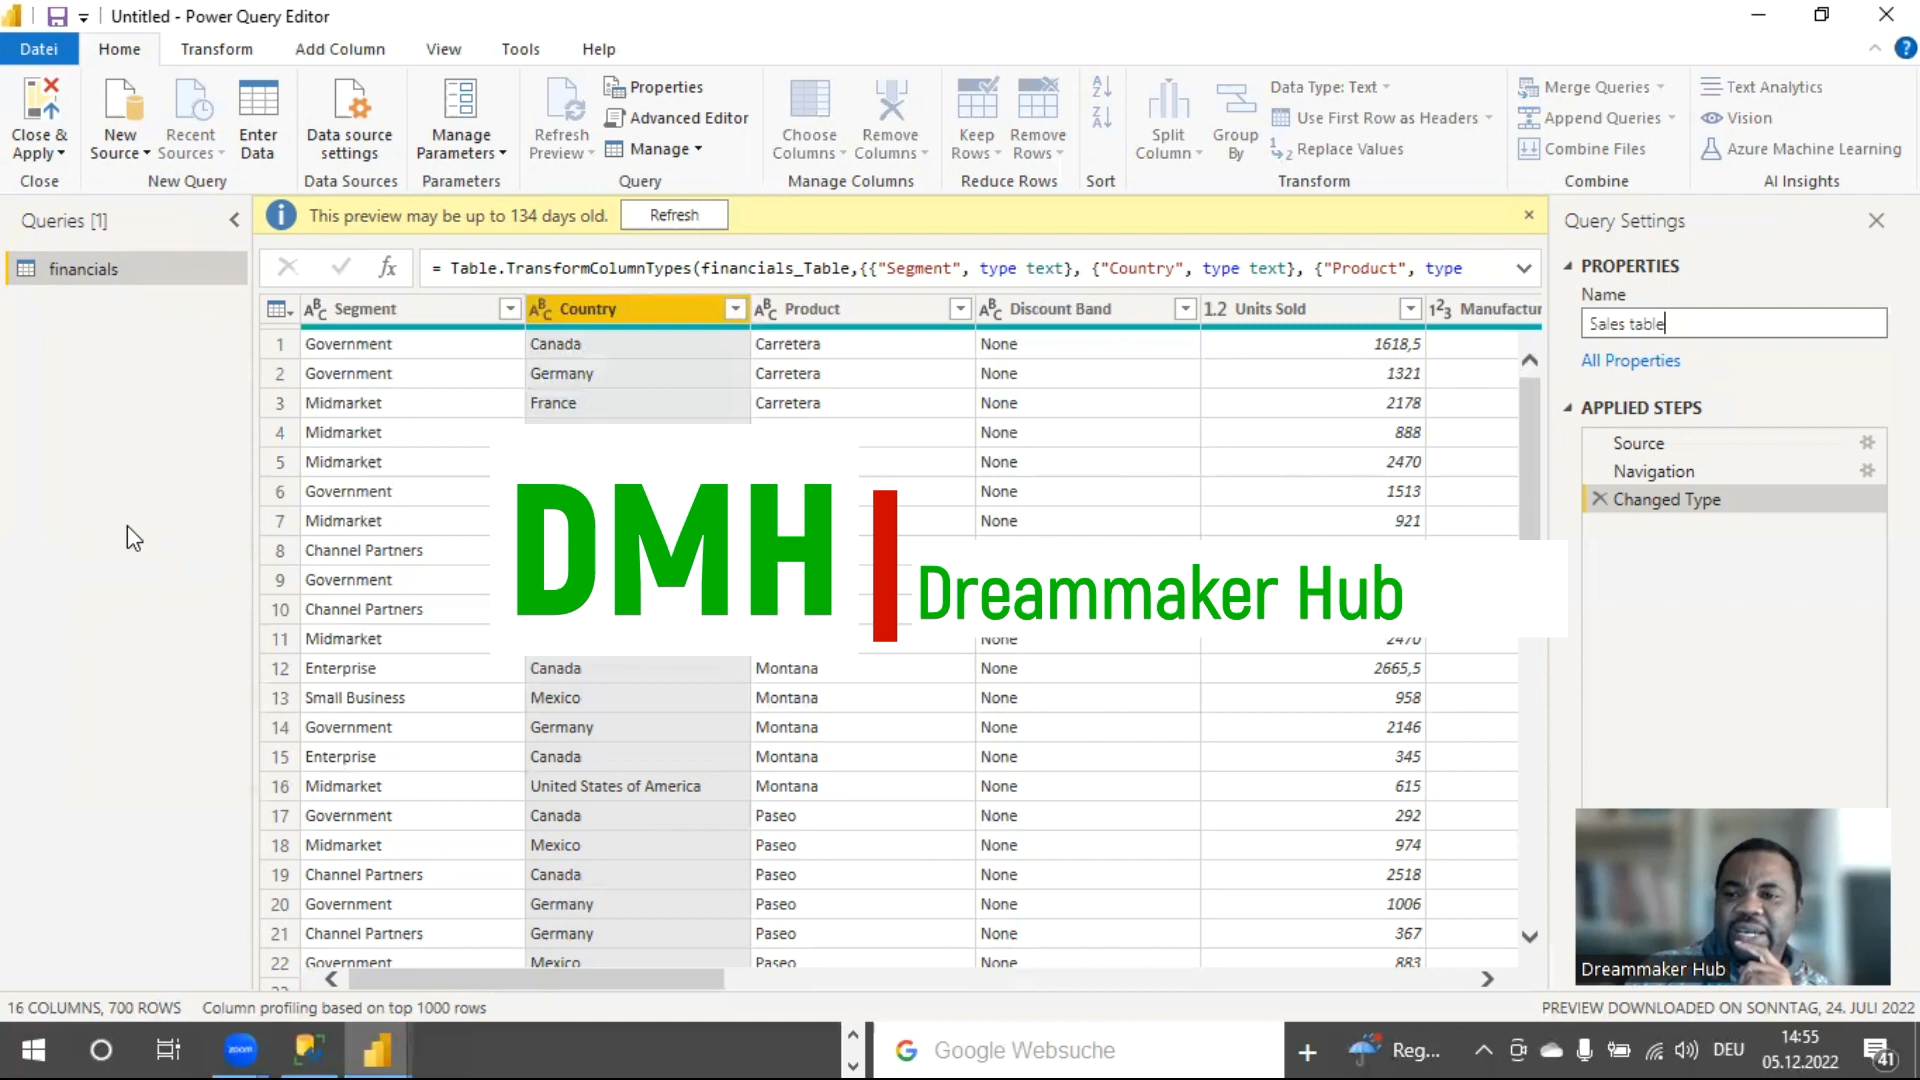 Untitled - Power Query Editor
Datei Home Transform Add Column View Tools Help
Close & Apply
Close
New Source
Recent Sources
Enter Data
New Query
Data source settings
Data Sources
Manage Parameters
Parameters
Refresh Preview
Properties
Advanced Editor
Manage
Query
Choose Columns
Remove Columns
Manage Columns
Keep Rows
Remove Rows
Reduce Rows
Sort
Split Column
Group By
Data Type: Text
Use First Row as Headers
Replace Values
Transform
Merge Queries
Append Queries
Combine Files
Combine
Text Analytics
Vision
Azure Machine Learning
AI Insights
Queries [1]
financials
This preview may be up to 134 days old. Refresh
= Table.TransformColumnTypes(financials_Table,{{"Segment", type text}, {"Country", type text}, {"Product", type
Segment Country Product Discount Band 1.2 Units Sold 123 Manufactur
1 Government Canada Carretera None 1618,5
2 Government Germany Carretera None 1321
3 Midmarket France Carretera None 2178
4 Midmarket None 888
5 Midmarket None 2470
6 Government None 1513
7 Midmarket None 921
8 Channel Partners
9 Government
10 Channel Partners
11 Midmarket None 2470
12 Enterprise Canada Montana None 2665,5
13 Small Business Mexico Montana None 958
14 Government Germany Montana None 2146
15 Enterprise Canada Montana None 345
16 Midmarket United States of America Montana None 615
17 Government Canada Paseo None 292
18 Midmarket Mexico Paseo None 974
19 Channel Partners Canada Paseo None 2518
20 Government Germany Paseo None 1006
21 Channel Partners Germany Paseo None 367
22 Government Mexico Paseo None 883
DMH
Dreammaker Hub
Query Settings
PROPERTIES
Name
Sales table
All Properties
APPLIED STEPS
Source
Navigation
Changed Type
Dreammaker Hub
16 COLUMNS, 700 ROWS Column profiling based on top 1000 rows
PREVIEW DOWNLOADED ON SONNTAG, 24. JULI 2022
zoom
Google Websuche
Reg...
DEU
14:55
05.12.2022
41